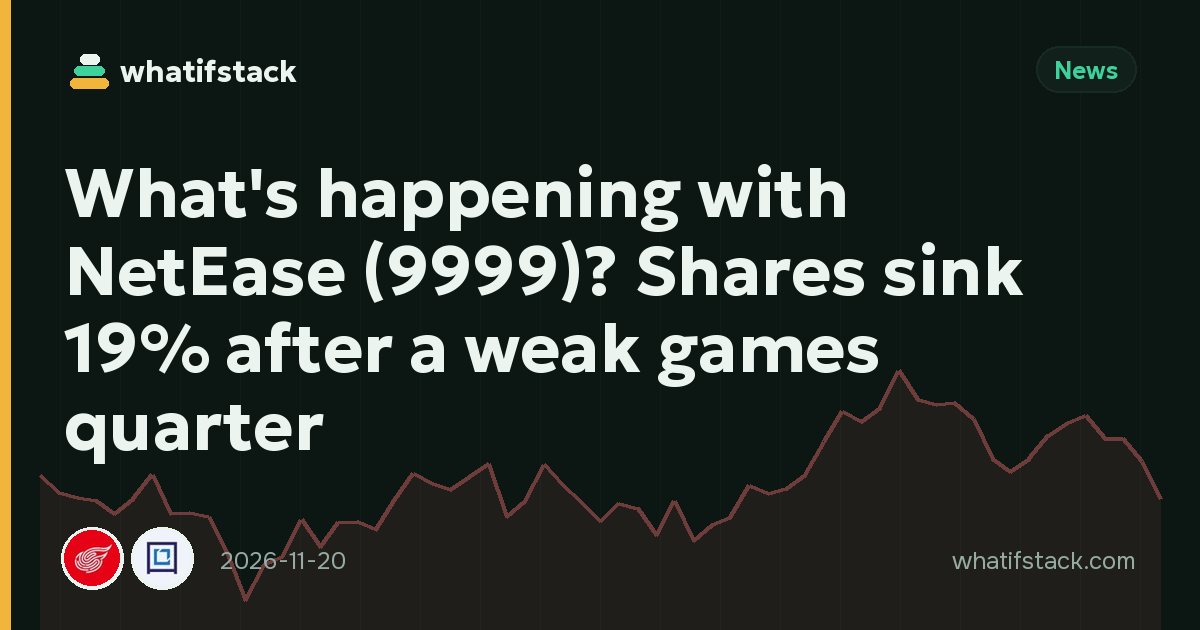 whatifstack
News
What's happening with
NetEase (9999)? Shares sink
19% after a weak games
quarter
2026-11-20
whatifstack.com